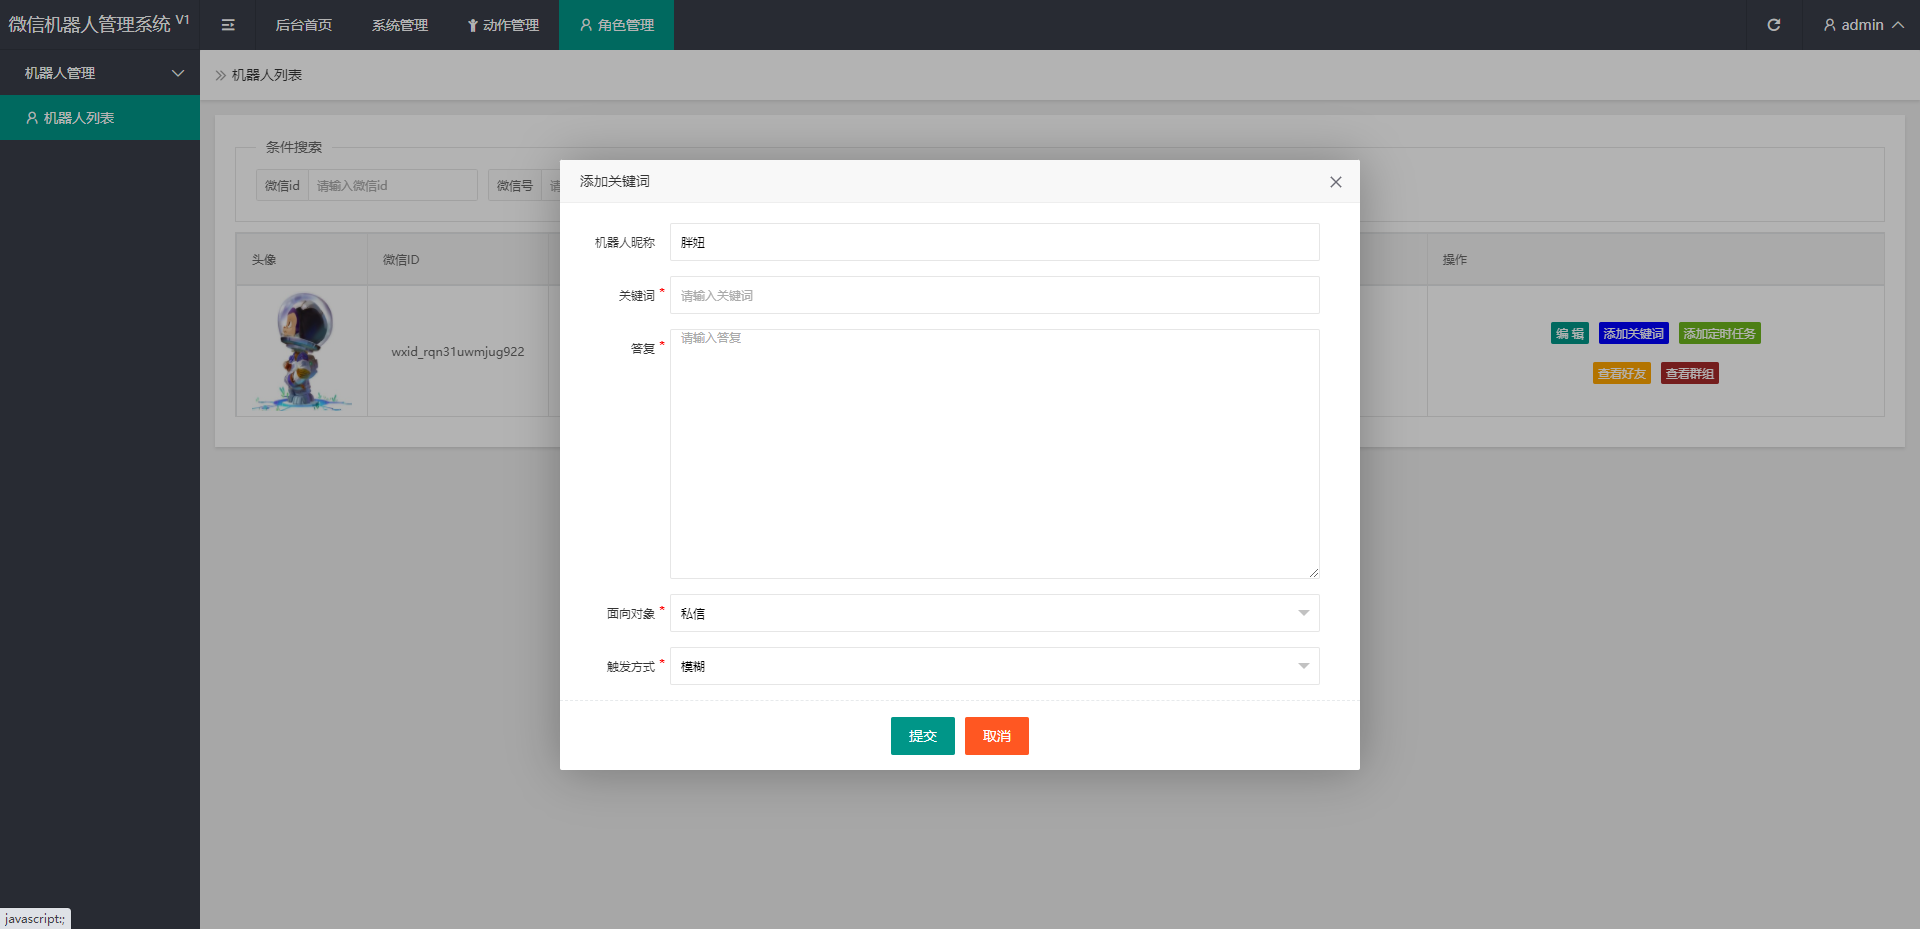 微信机器人管理系统 V1
后台首页
系统管理
动作管理
角色管理
admin
机器人管理
机器人列表
机器人列表
条件搜索
微信id
请输入微信id
微信号
请
头像
微信ID
操作
wxid_rqn31uwmjug922
编 辑
添加关键词
添加定时任务
查看好友
查看群组
添加关键词
机器人昵称
胖妞
关键词 *
请输入关键词
答复 *
请输入答复
面向对象 *
私信
触发方式 *
模糊
提交
取消
javascript:;